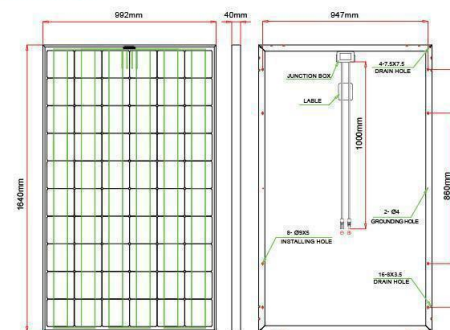 992mm
40mm
947mm
1640mm
JUNCTION BOX
LABLE
1000mm
4-7.5X7.5
DRAIN HOLE
860mm
2- Ø4
GROUNDING HOLE
8- Ø9X5
INSTALLING HOLE
16-8X3.5
DRAIN HOLE